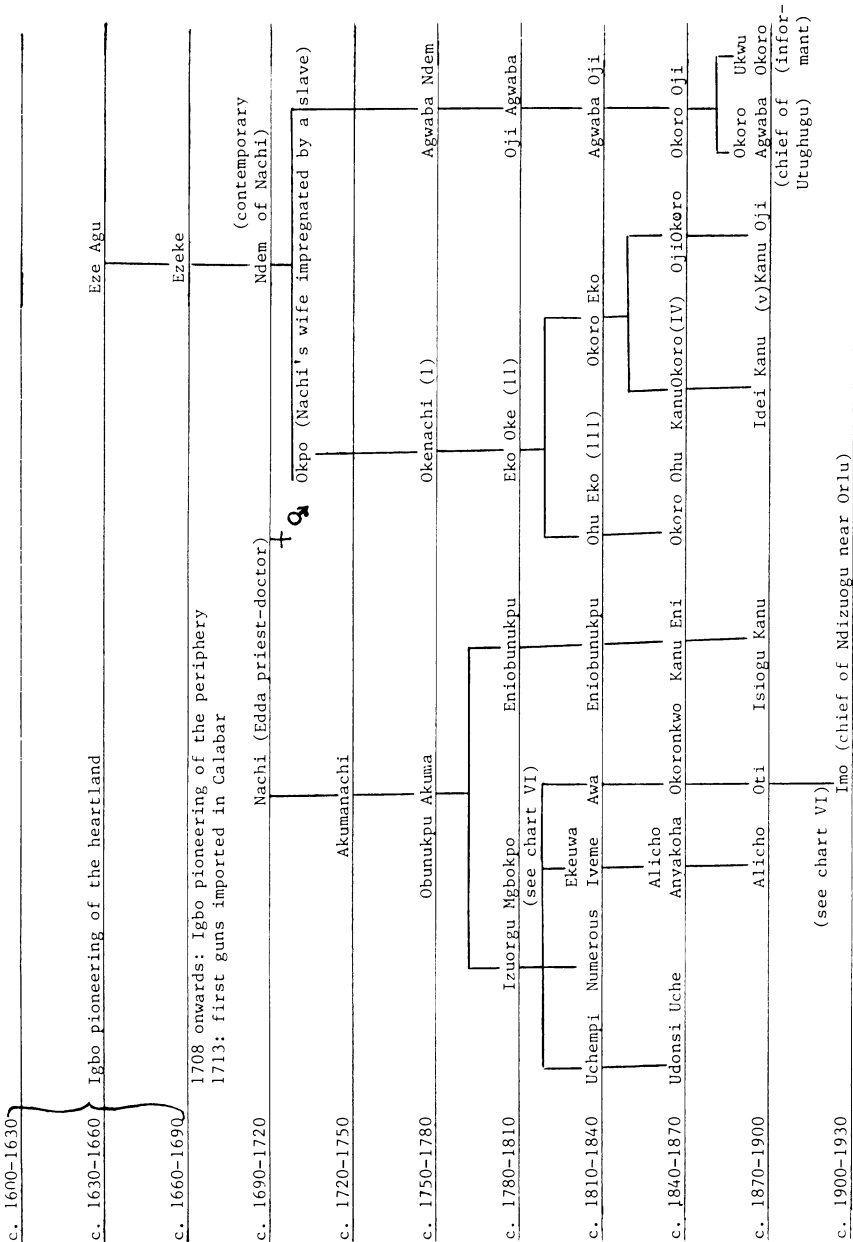 c. 1600-1630
c. 1630-1660 Igbo pioneering of the heartland Eze Agu
c. 1660-1690 Ezeke
1708 onwards: Igbo pioneering of the periphery
1713: first guns imported in Calabar
(contemporary
c. 1690-1720 Nachi (Edda priest-doctor) + Ndem of Nachi)
♂
Okpo (Nachi's wife impregnated by a slave)
c. 1720-1750 Akumanachi
c. 1750-1780 Obunukpu Akuma Okenachi (1) Agwaba Ndem
c. 1780-1810 Izuorgu Mgbokpo Eniobunukpu Eko Oke (11) Oji Agwaba
(see chart VI)
Ekeuwa
c. 1810-1840 Uchempi Numerous Iveme Awa Eniobunukpu Ohu Eko (111) Okoro Eko Agwaba Oji
Alicho
c. 1840-1870 Udonsi Uche Anyakoha Okoronkwo Kanu Eni Okoro Ohu KanuOkoro(IV) OjiOkoro Okoro Oji
Okoro Ukwu
c. 1870-1900 Alicho Oti Isiogu Kanu Idei Kanu (v)Kanu Oji Agwaba Okoro
(chief of (infor-
Utughugu) mant)
(see chart VI)
c. 1900-1930 Imo (chief of Ndizuogu near Orlu)